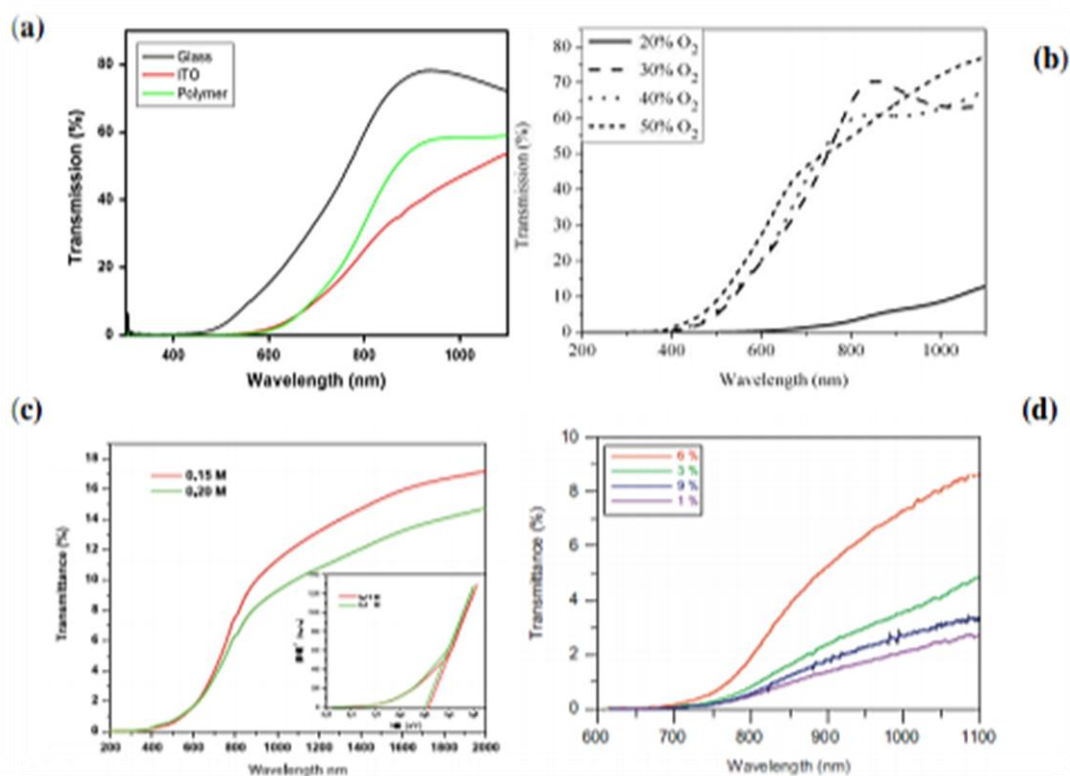 (a)
80
60
40
20
0
Transmission (%)
Glass
ITO
Polymer
400 600 800 1000
Wavelength (nm)
(b)
80
70
60
50
40
30
20
10
0
Transmission (%)
20% O₂
30% O₂
40% O₂
50% O₂
200 400 600 800 1000
Wavelength (nm)
(c)
18
16
14
12
10
8
6
4
2
0
Transmittance (%)
0,15 M
0,20 M
200 400 600 800 1000 1200 1400 1600 1800 2000
Wavelength nm
(d)
10
8
6
4
2
0
Transmittance (%)
6 %
3 %
9 %
1 %
600 700 800 900 1000 1100
Wavelength (nm)